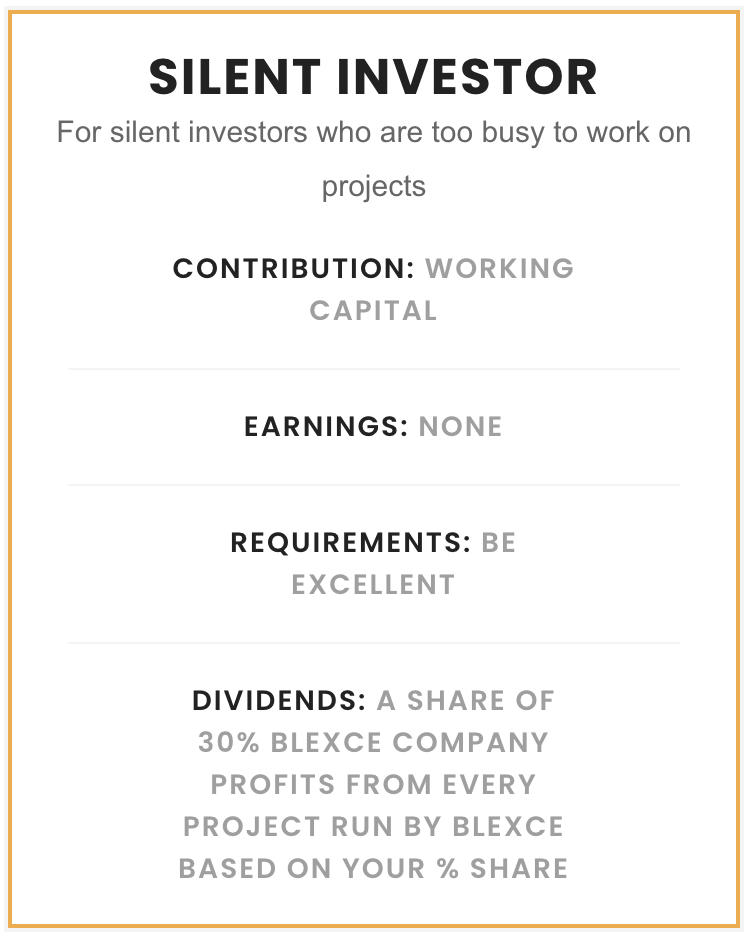 SILENT INVESTOR
For silent investors who are too busy to work on
projects
CONTRIBUTION: WORKING
CAPITAL
EARNINGS: NONE
REQUIREMENTS: BE
EXCELLENT
DIVIDENDS: A SHARE OF
30% BLEXCE COMPANY
PROFITS FROM EVERY
PROJECT RUN BY BLEXCE
BASED ON YOUR % SHARE